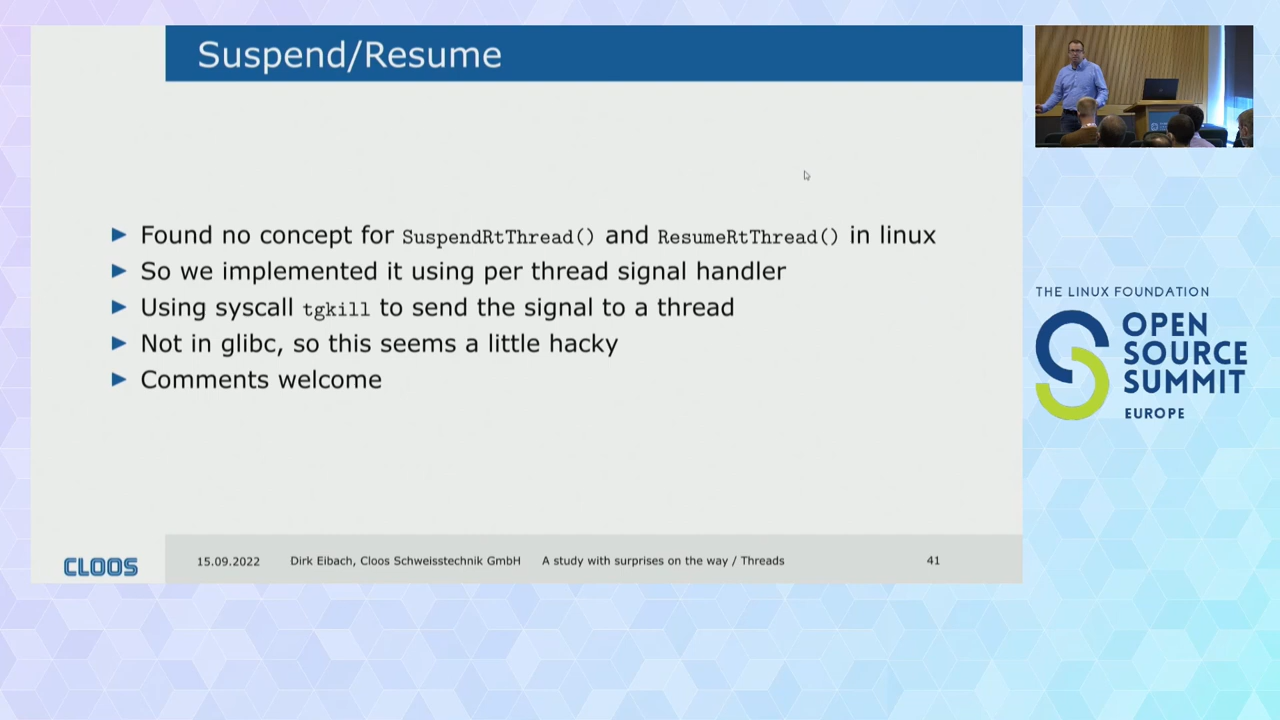 Suspend/Resume
Found no concept for SuspendRtThread() and ResumeRtThread() in linux
So we implemented it using per thread signal handler
Using syscall tgkill to send the signal to a thread
Not in glibc, so this seems a little hacky
Comments welcome
CLOOS
15.09.2022 Dirk Eibach, Cloos Schweisstechnik GmbH A study with surprises on the way / Threads 41
THE LINUX FOUNDATION
OPEN
SOURCE
SUMMIT
EUROPE